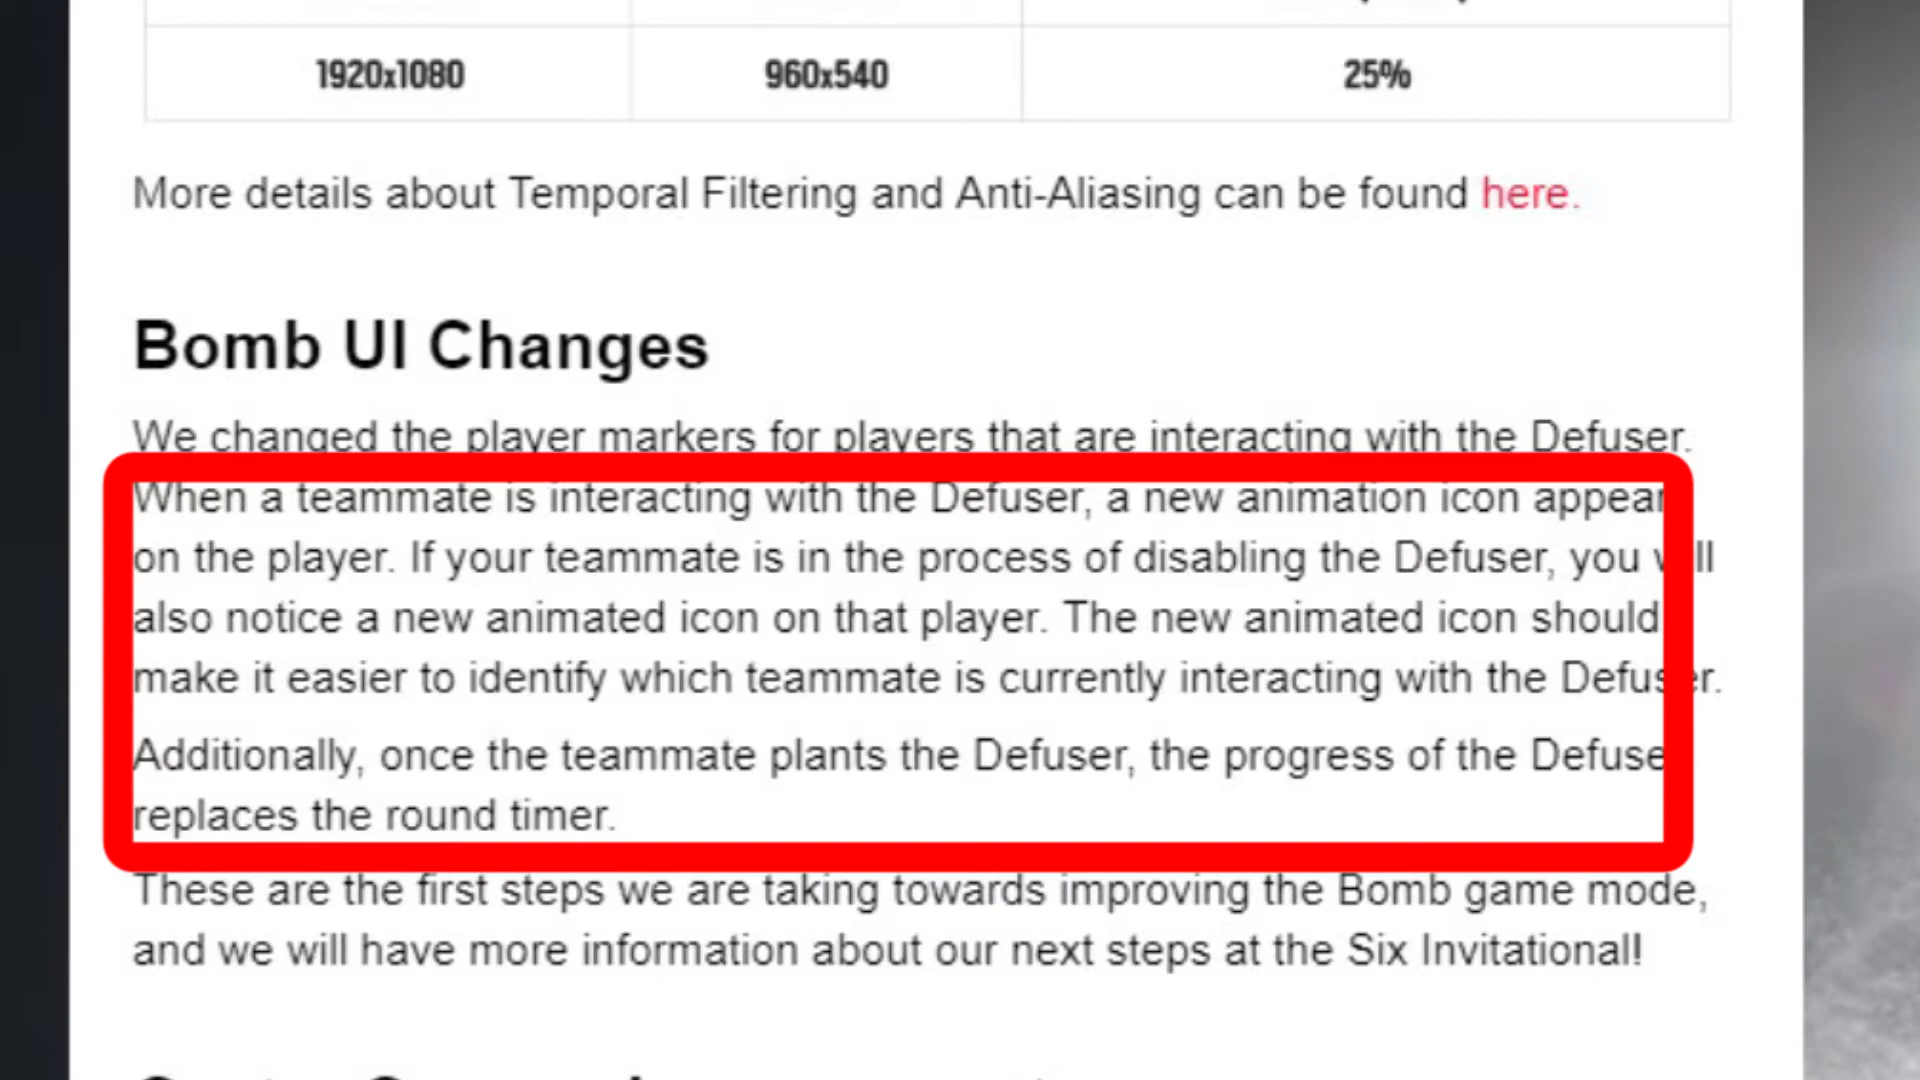 1920x1080 960x540 25%
More details about Temporal Filtering and Anti-Aliasing can be found here.
Bomb UI Changes
We changed the player markers for players that are interacting with the Defuser.
When a teammate is interacting with the Defuser, a new animation icon appear
on the player. If your teammate is in the process of disabling the Defuser, you will
also notice a new animated icon on that player. The new animated icon should
make it easier to identify which teammate is currently interacting with the Defuser.
Additionally, once the teammate plants the Defuser, the progress of the Defuse
replaces the round timer.
These are the first steps we are taking towards improving the Bomb game mode,
and we will have more information about our next steps at the Six Invitational!